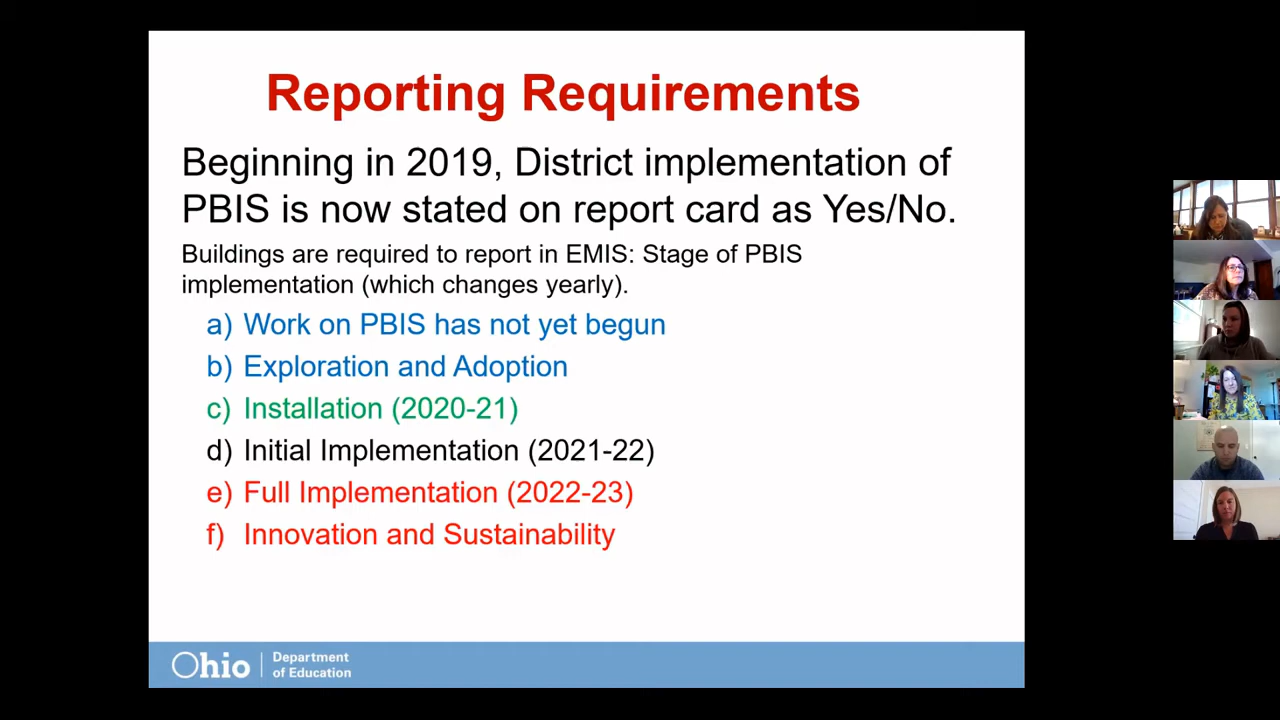 Reporting Requirements
Beginning in 2019, District implementation of
PBIS is now stated on report card as Yes/No.
Buildings are required to report in EMIS: Stage of PBIS
implementation (which changes yearly).
a) Work on PBIS has not yet begun
b) Exploration and Adoption
c) Installation (2020-21)
d) Initial Implementation (2021-22)
e) Full Implementation (2022-23)
f) Innovation and Sustainability
Ohio
Department
of Education